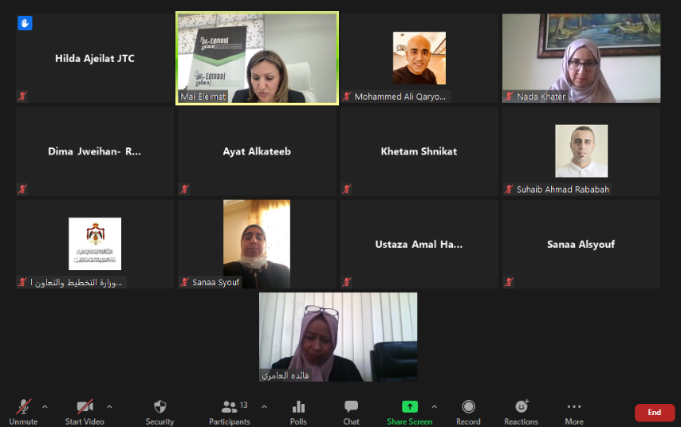 Hilda Ajeilat JTC
Mai Eleimat
Mohammed Ali Qaryo...
Nada Khater
Dima Jweihan- R...
Ayat Alkateeb
Khetam Shnikat
Suhaib Ahmad Rababah
وزارة التخطيط والتعاون ا...
Sanaa Syouf
Ustaza Amal Ha...
Sanaa Alsyouf
فائده العامري
Unmute
Start Video
Security
Participants
13
Polls
Chat
Share Screen
Record
Reactions
More
End